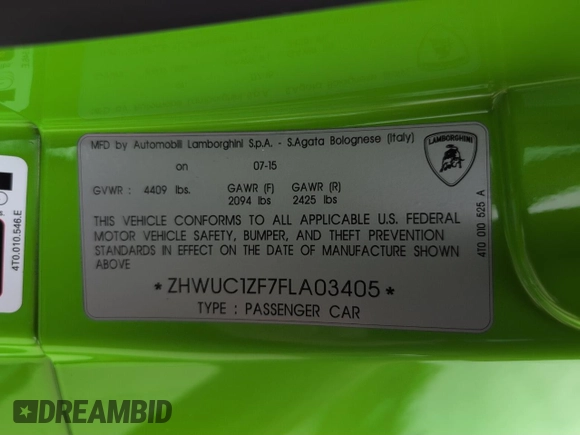 MFD by Automobili Lamborghini S.p.A. - S.Agata Bolognese (Italy)
on 07-15
GVWR : 4409 lbs. GAWR (F) GAWR (R)
2094 lbs 2425 lbs
THIS VEHICLE CONFORMS TO ALL APPLICABLE U.S. FEDERAL
MOTOR VEHICLE SAFETY, BUMPER, AND THEFT PREVENTION
STANDARDS IN EFFECT ON THE DATE OF MANUFACTURE SHOWN
ABOVE
*ZHWUC1ZF7FLA03405*
TYPE : PASSENGER CAR
LAMBORGHINI
4T0 010 525 A
4T0.010.546.E
DREAMBID